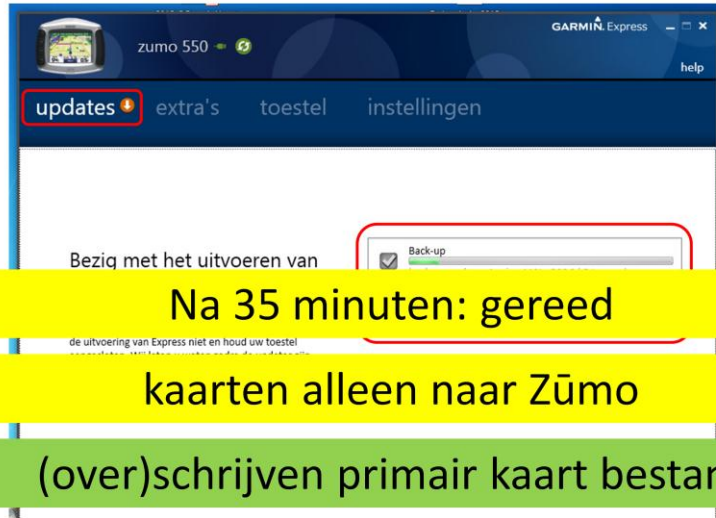 GARMIN. Express
zumo 550
help
updates extra's toestel instellingen
Bezig met het uitvoeren van
Back-up
Na 35 minuten: gereed
de uitvoering van Express niet en houd uw toestel
kaarten alleen naar Zūmo
(over)schrijven primair kaart bestan